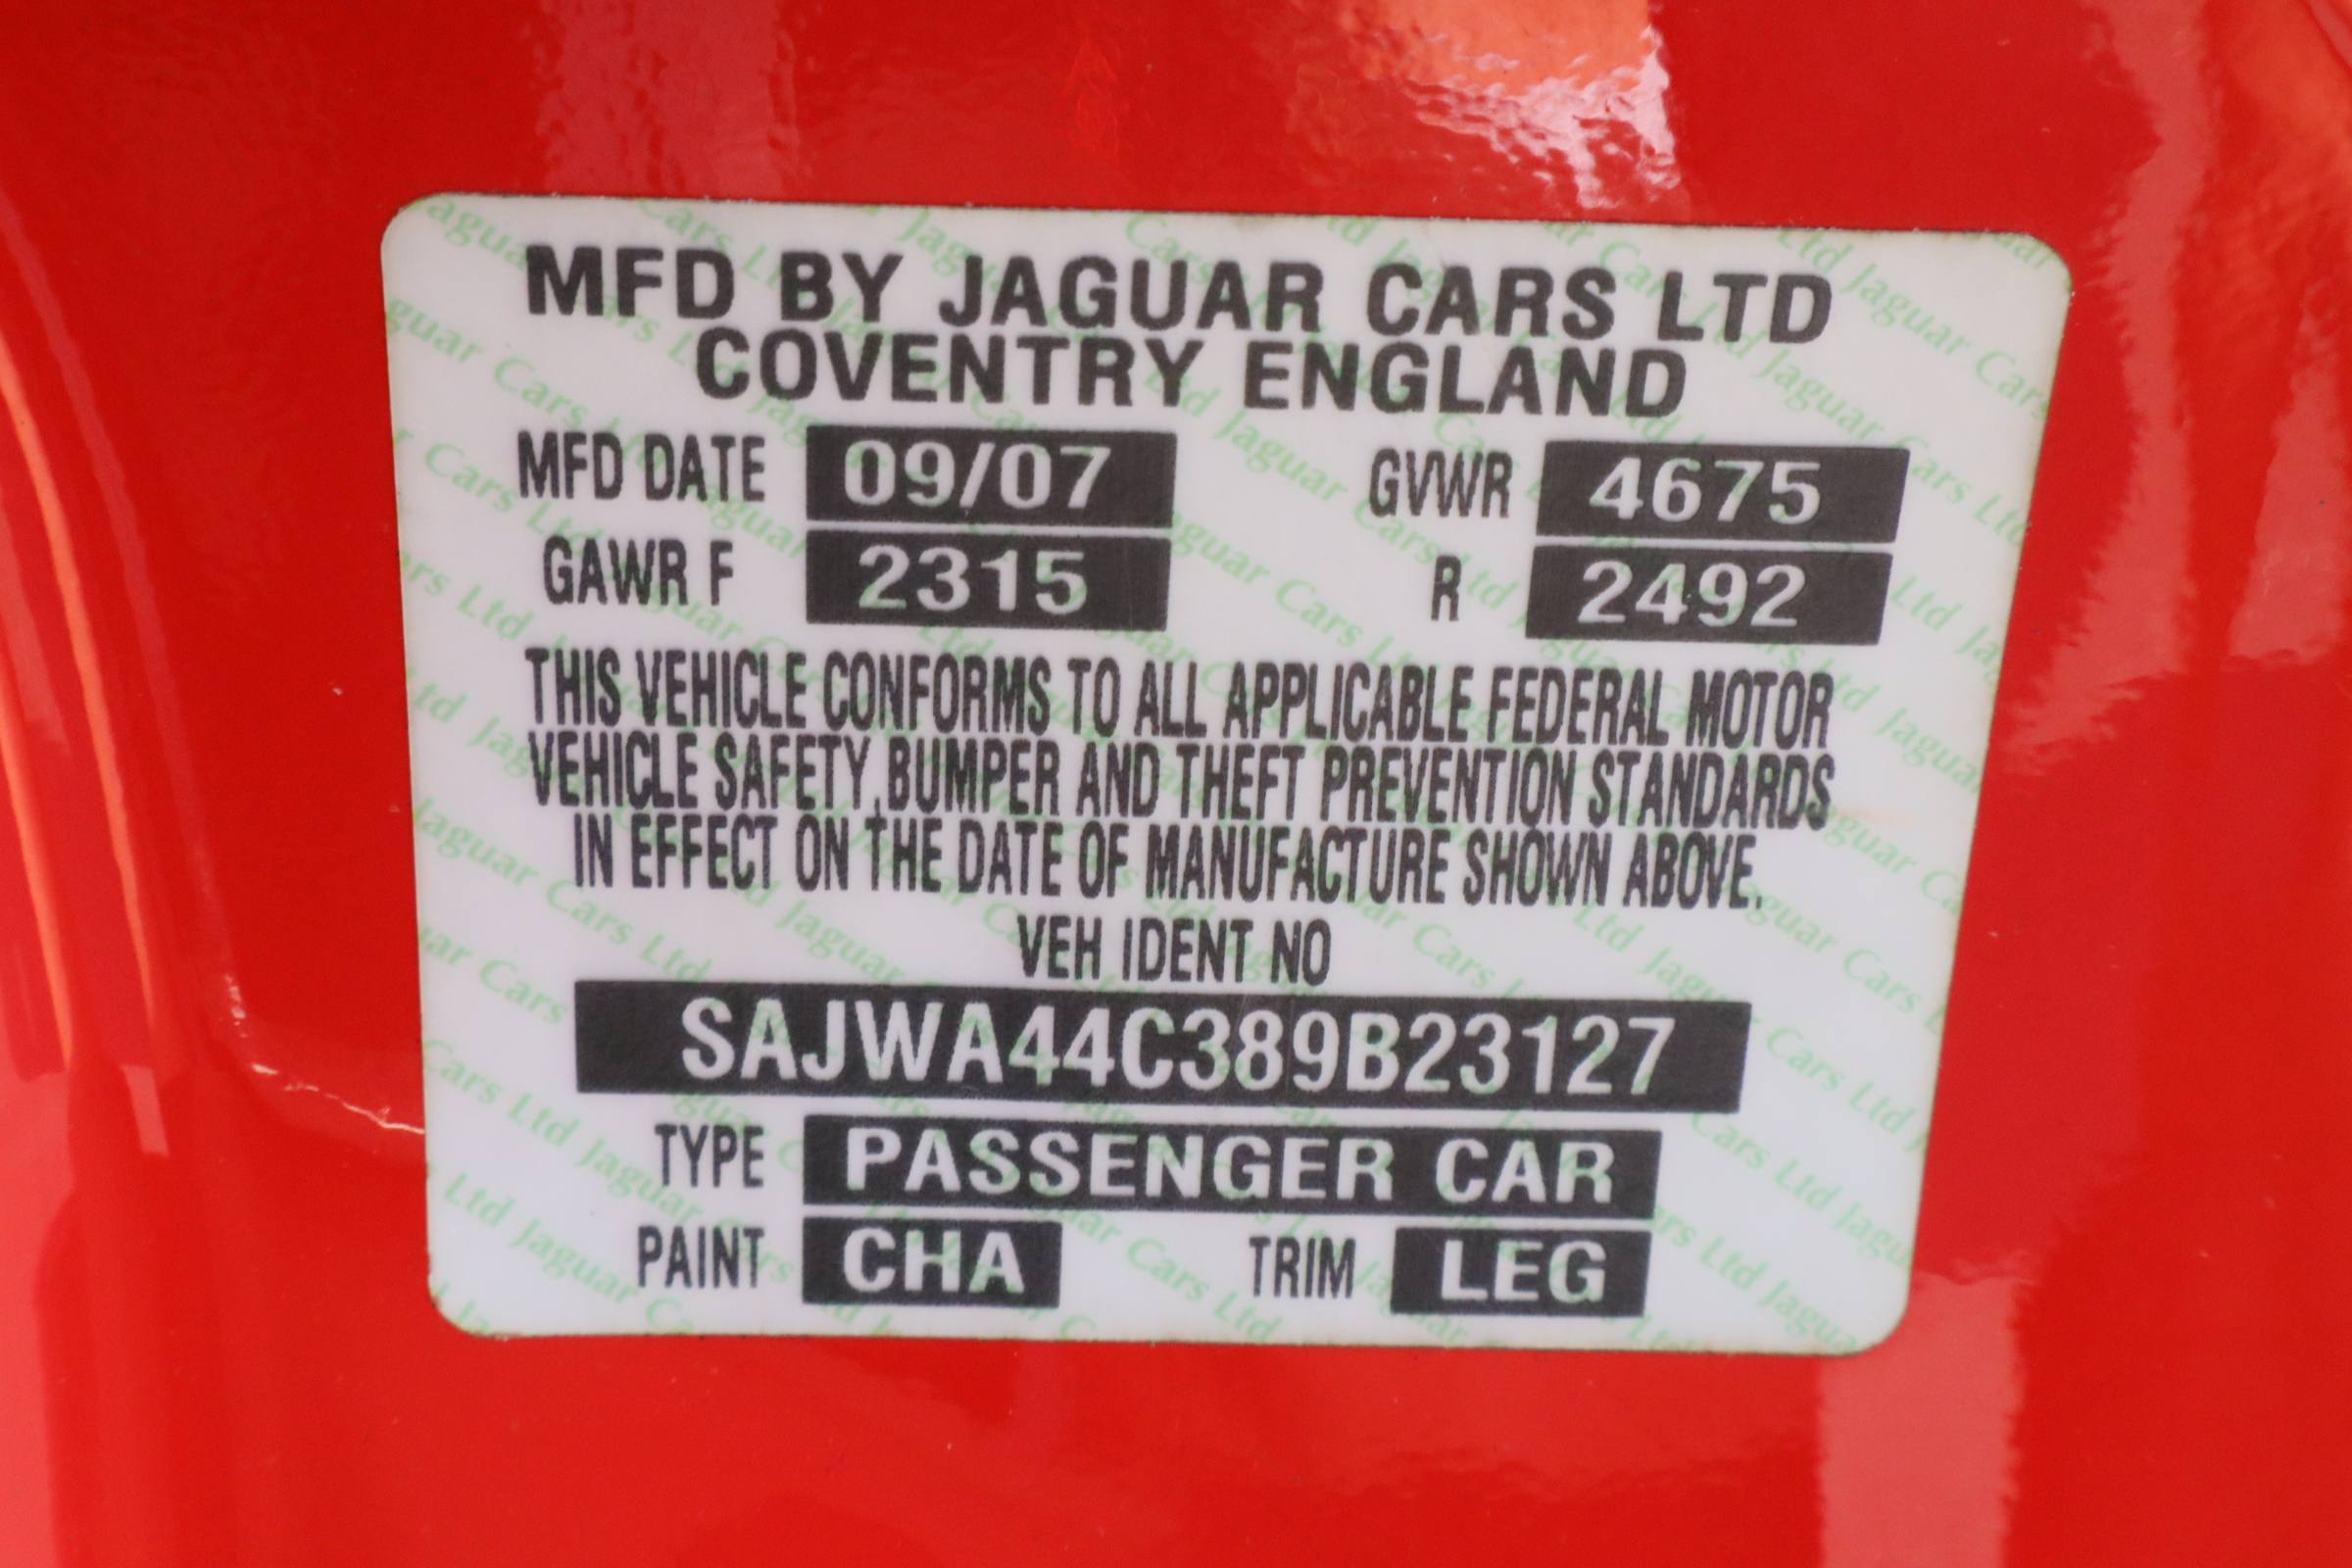 MFD BY JAGUAR CARS LTD
COVENTRY ENGLAND
MFD DATE 09/07 GVWR 4675
GAWR F 2315 R 2492
THIS VEHICLE CONFORMS TO ALL APPLICABLE FEDERAL MOTOR
VEHICLE SAFETY,BUMPER AND THEFT PREVENTION STANDARDS
IN EFFECT ON THE DATE OF MANUFACTURE SHOWN ABOVE.
VEH IDENT NO
SAJWA44C389B23127
TYPE PASSENGER CAR
PAINT CHA TRIM LEG